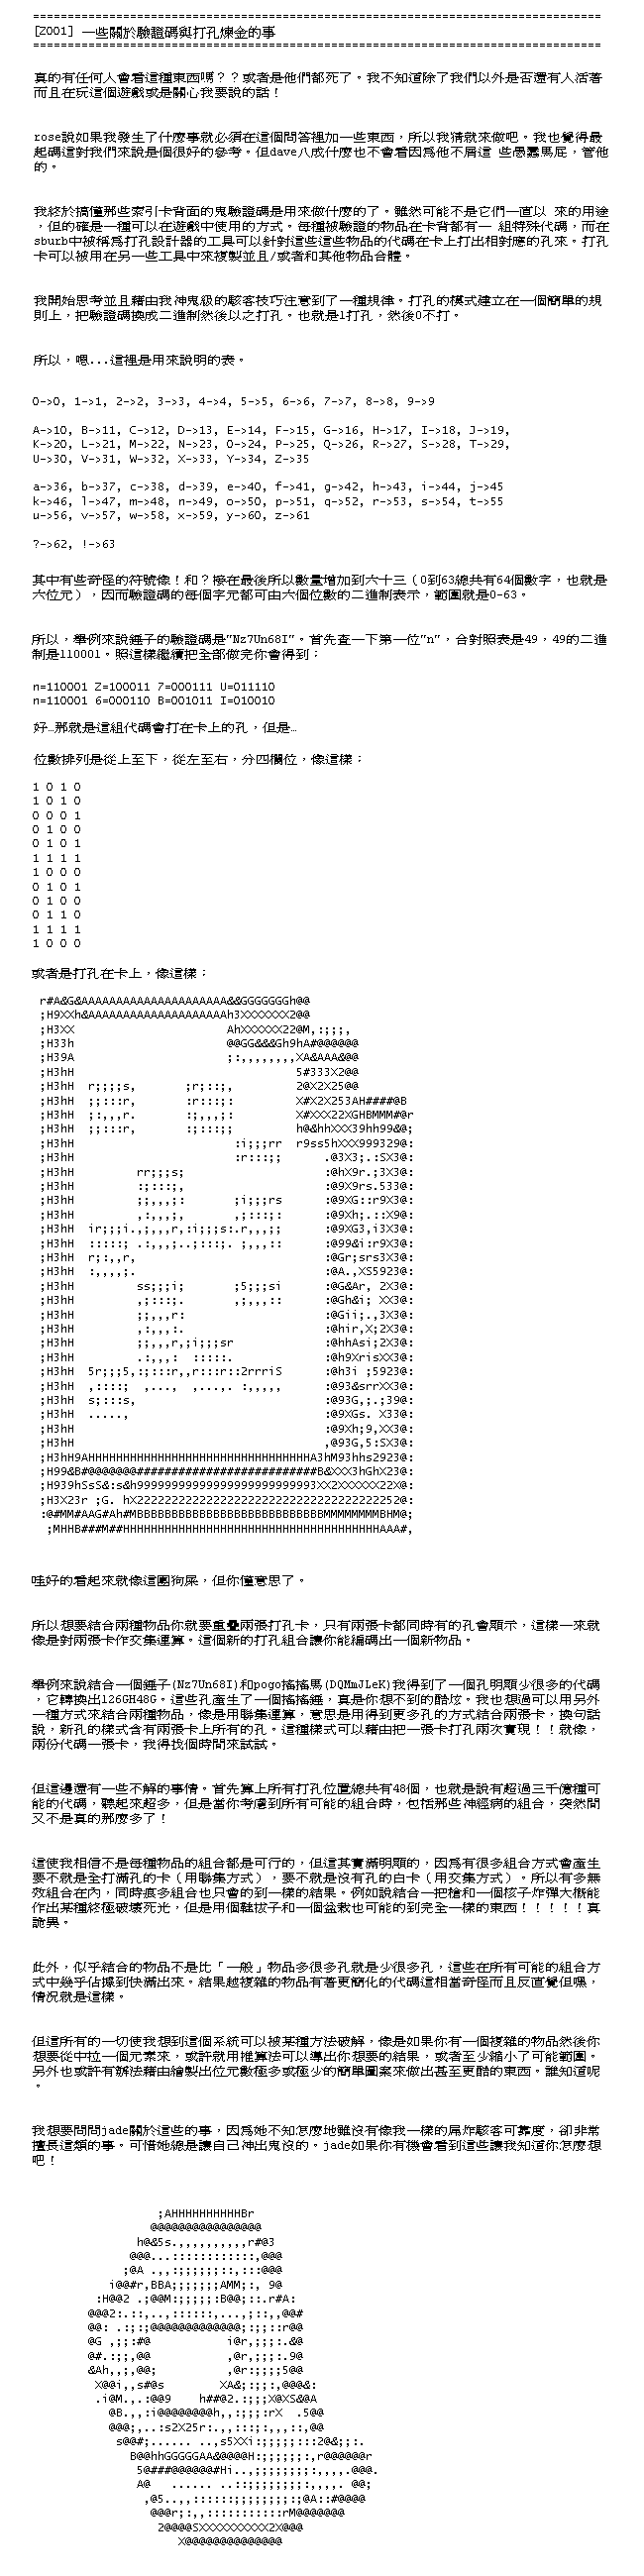 ================================================================================
[Z001] 一些關於驗證碼與打孔煉金的事
================================================================================
真的有任何人會看這種東西嗎？？或者是他們都死了。我不知道除了我們以外是否還有人活著
而且在玩這個遊戲或是關心我要說的話！
rose說如果我發生了什麼事就必須在這個問答裡加一些東西，所以我猜就來做吧。我也覺得最
起碼這對我們來說是個很好的參考。但dave八成什麼也不會看因為他不屑這 些愚蠢馬屁，管他
的。
我終於搞懂那些索引卡背面的鬼驗證碼是用來做什麼的了。雖然可能不是它們一直以 來的用途
，但的確是一種可以在遊戲中使用的方式。每種被驗證的物品在卡背都有一 組特殊代碼，而在
sburb中被稱為打孔設計器的工具可以針對這些這些物品的代碼在卡上打出相對應的孔來。打孔
卡可以被用在另一些工具中來複製並且/或者和其他物品合體。
我開始思考並且藉由我神鬼級的駭客技巧注意到了一種規律。打孔的模式建立在一個簡單的規
則上，把驗證碼換成二進制然後以之打孔。也就是1打孔，然後0不打。
所以，嗯...這裡是用來說明的表。
0->0, 1->1, 2->2, 3->3, 4->4, 5->5, 6->6, 7->7, 8->8, 9->9
A->10, B->11, C->12, D->13, E->14, F->15, G->16, H->17, I->18, J->19,
K->20, L->21, M->22, N->23, O->24, P->25, Q->26, R->27, S->28, T->29,
U->30, V->31, W->32, X->33, Y->34, Z->35
a->36, b->37, c->38, d->39, e->40, f->41, g->42, h->43, i->44, j->45
k->46, l->47, m->48, n->49, o->50, p->51, q->52, r->53, s->54, t->55
u->56, v->57, w->58, x->59, y->60, z->61
?->62, !->63
其中有些奇怪的符號像！和？擺在最後所以數量增加到六十三（0到63總共有64個數字，也就是
六位元），因而驗證碼的每個字元都可由六個位數的二進制表示，範圍就是0-63。
所以，舉例來說錘子的驗證碼是"Nz7Un68I"。首先查一下第一位"n"，合對照表是49，49的二進
制是110001。照這樣繼續把全部做完你會得到：
n=110001 Z=100011 7=000111 U=011110
n=110001 6=000110 B=001011 I=010010
好…那就是這組代碼會打在卡上的孔，但是…
位數排列是從上至下，從左至右，分四欄位，像這樣：
1 0 1 0
1 0 1 0
0 0 0 1
0 1 0 0
0 1 0 1
1 1 1 1
1 0 0 0
0 1 0 1
0 1 0 0
0 1 1 0
1 1 1 1
1 0 0 0
或者是打孔在卡上，像這樣：
哇好的看起來就像這團狗屎，但你懂意思了。
所以想要結合兩種物品你就要重疊兩張打孔卡，只有兩張卡都同時有的孔會顯示，這樣一來就
像是對兩張卡作交集運算。這個新的打孔組合讓你能編碼出一個新物品。
舉例來說結合一個錘子(Nz7Un68I)和pogo搖搖馬(DQMmJLeK)我得到了一個孔明顯少很多的代碼
，它轉換出126GH48G。這些孔產生了一個搖搖錘，真是你想不到的酷炫。我也想過可以用另外
一種方式來結合兩種物品，像是用聯集運算，意思是用得到更多孔的方式結合兩張卡，換句話
說，新孔的樣式含有兩張卡上所有的孔。這種樣式可以藉由把一張卡打孔兩次實現！！就像，
兩份代碼一張卡，我得找個時間來試試。
但這邊還有一些不解的事情。首先算上所有打孔位置總共有48個，也就是說有超過三千億種可
能的代碼，聽起來超多，但是當你考慮到所有可能的組合時，包括那些神經病的組合，突然間
又不是真的那麼多了！
這使我相信不是每種物品的組合都是可行的，但這其實滿明顯的，因為有很多組合方式會產生
要不就是全打滿孔的卡（用聯集式），要不就是沒有孔的白卡（用交集方式）。所以有多無
效組合在內，同時痕多組合也只會的到一樣的結果。例如說結合一把槍和一個核子炸彈大概能
作出某種終極破壞死光，但是用個鞋拔子和一個盆栽也可能的到完全一樣的東西！！！！！真
詭異。
此外，似乎結合的物品不是比「一般」物品多很多孔就是少很多孔，這些在所有可能的組合方
式中幾乎佔據到快滿出來。結果越複雜的物品有著更簡化的代碼這相當奇怪而且反直覺但嘿，
情況就是這樣。
但這所有的一切使我想到這個系統可以被某種方法破解，像是如果你有一個複雜的物品然後你
想要從中拉一個元素來，或許就用推算法可以導出你想要的結果，或者至少縮小了可能範圍。
另外也或許有辦法藉由繪製出位元數極多或極少的簡單圖案來做出甚至更酷的東西。誰知道呢
。
我想要問問jade關於這些的事，因為她不知怎麼地雖沒有像我一樣的屌炸駭客可靠度，卻非常
擅長這類的事。可惜她總是讓自己神出鬼沒的。jade如果你有機會看到這些讓我知道你怎麼想
吧！